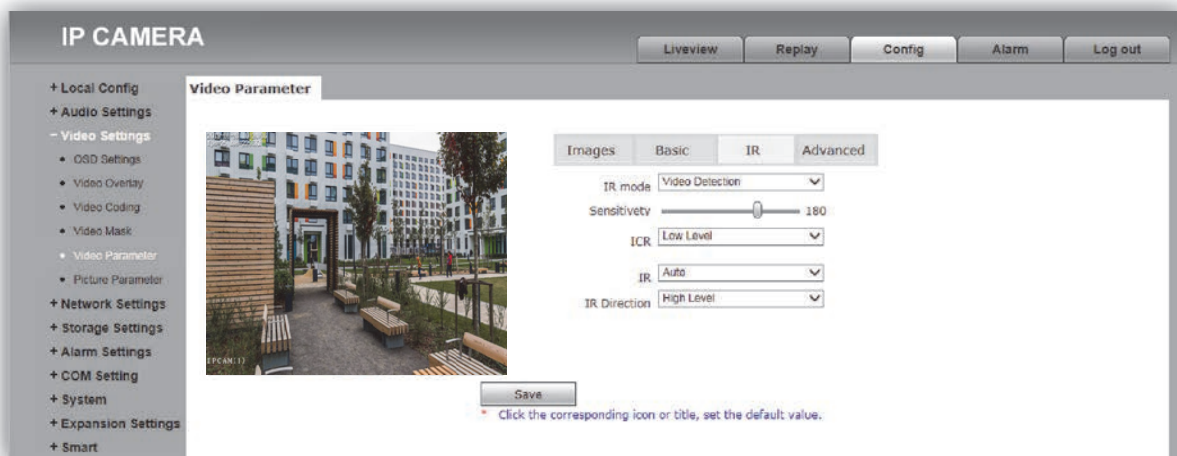 IP CAMERA
Liveview
Replay
Config
Alarm
Log out
+ Local Config
+ Audio Settings
− Video Settings
• OSD Settings
• Video Overlay
• Video Coding
• Video Mask
• Video Parameter
• Picture Parameter
+ Network Settings
+ Storage Settings
+ Alarm Settings
+ COM Setting
+ System
+ Expansion Settings
+ Smart
Video Parameter
Images
Basic
IR
Advanced
IR mode Video Detection
Sensitivety 180
ICR Low Level
IR Auto
IR Direction High Level
Save
* Click the corresponding icon or title, set the default value.